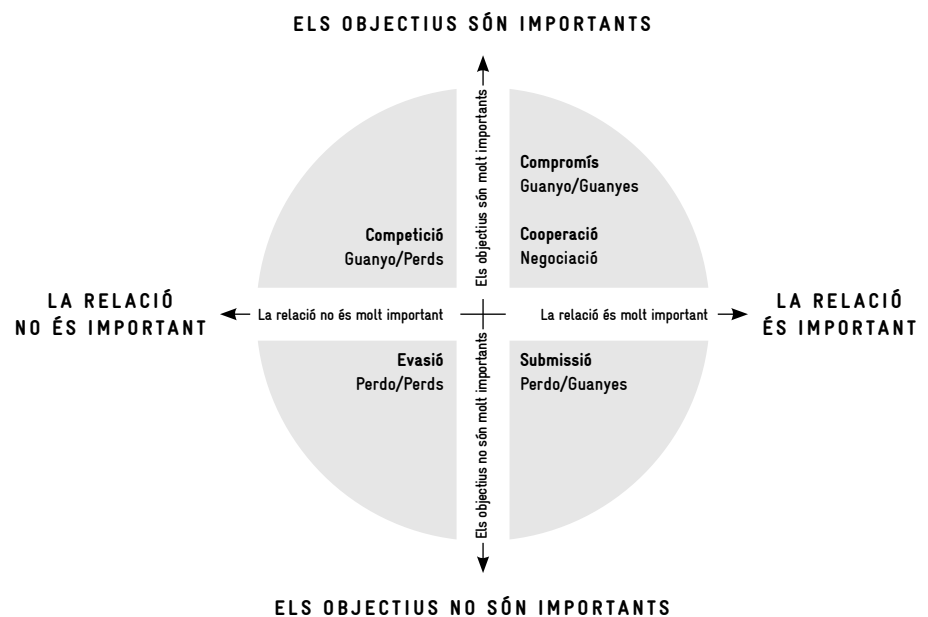 ELS OBJECTIUS SÓN IMPORTANTS
Els objectius són molt importants
Compromís
Guanyo/Guanyes
Competició
Guanyo/Perds
Cooperació
Negociació
LA RELACIÓ
NO ÉS IMPORTANT
La relació no és molt important
La relació és molt important
LA RELACIÓ
ÉS IMPORTANT
Evasió
Perdo/Perds
Els objectius no són molt importants
Submissió
Perdo/Guanyes
ELS OBJECTIUS NO SÓN IMPORTANTS